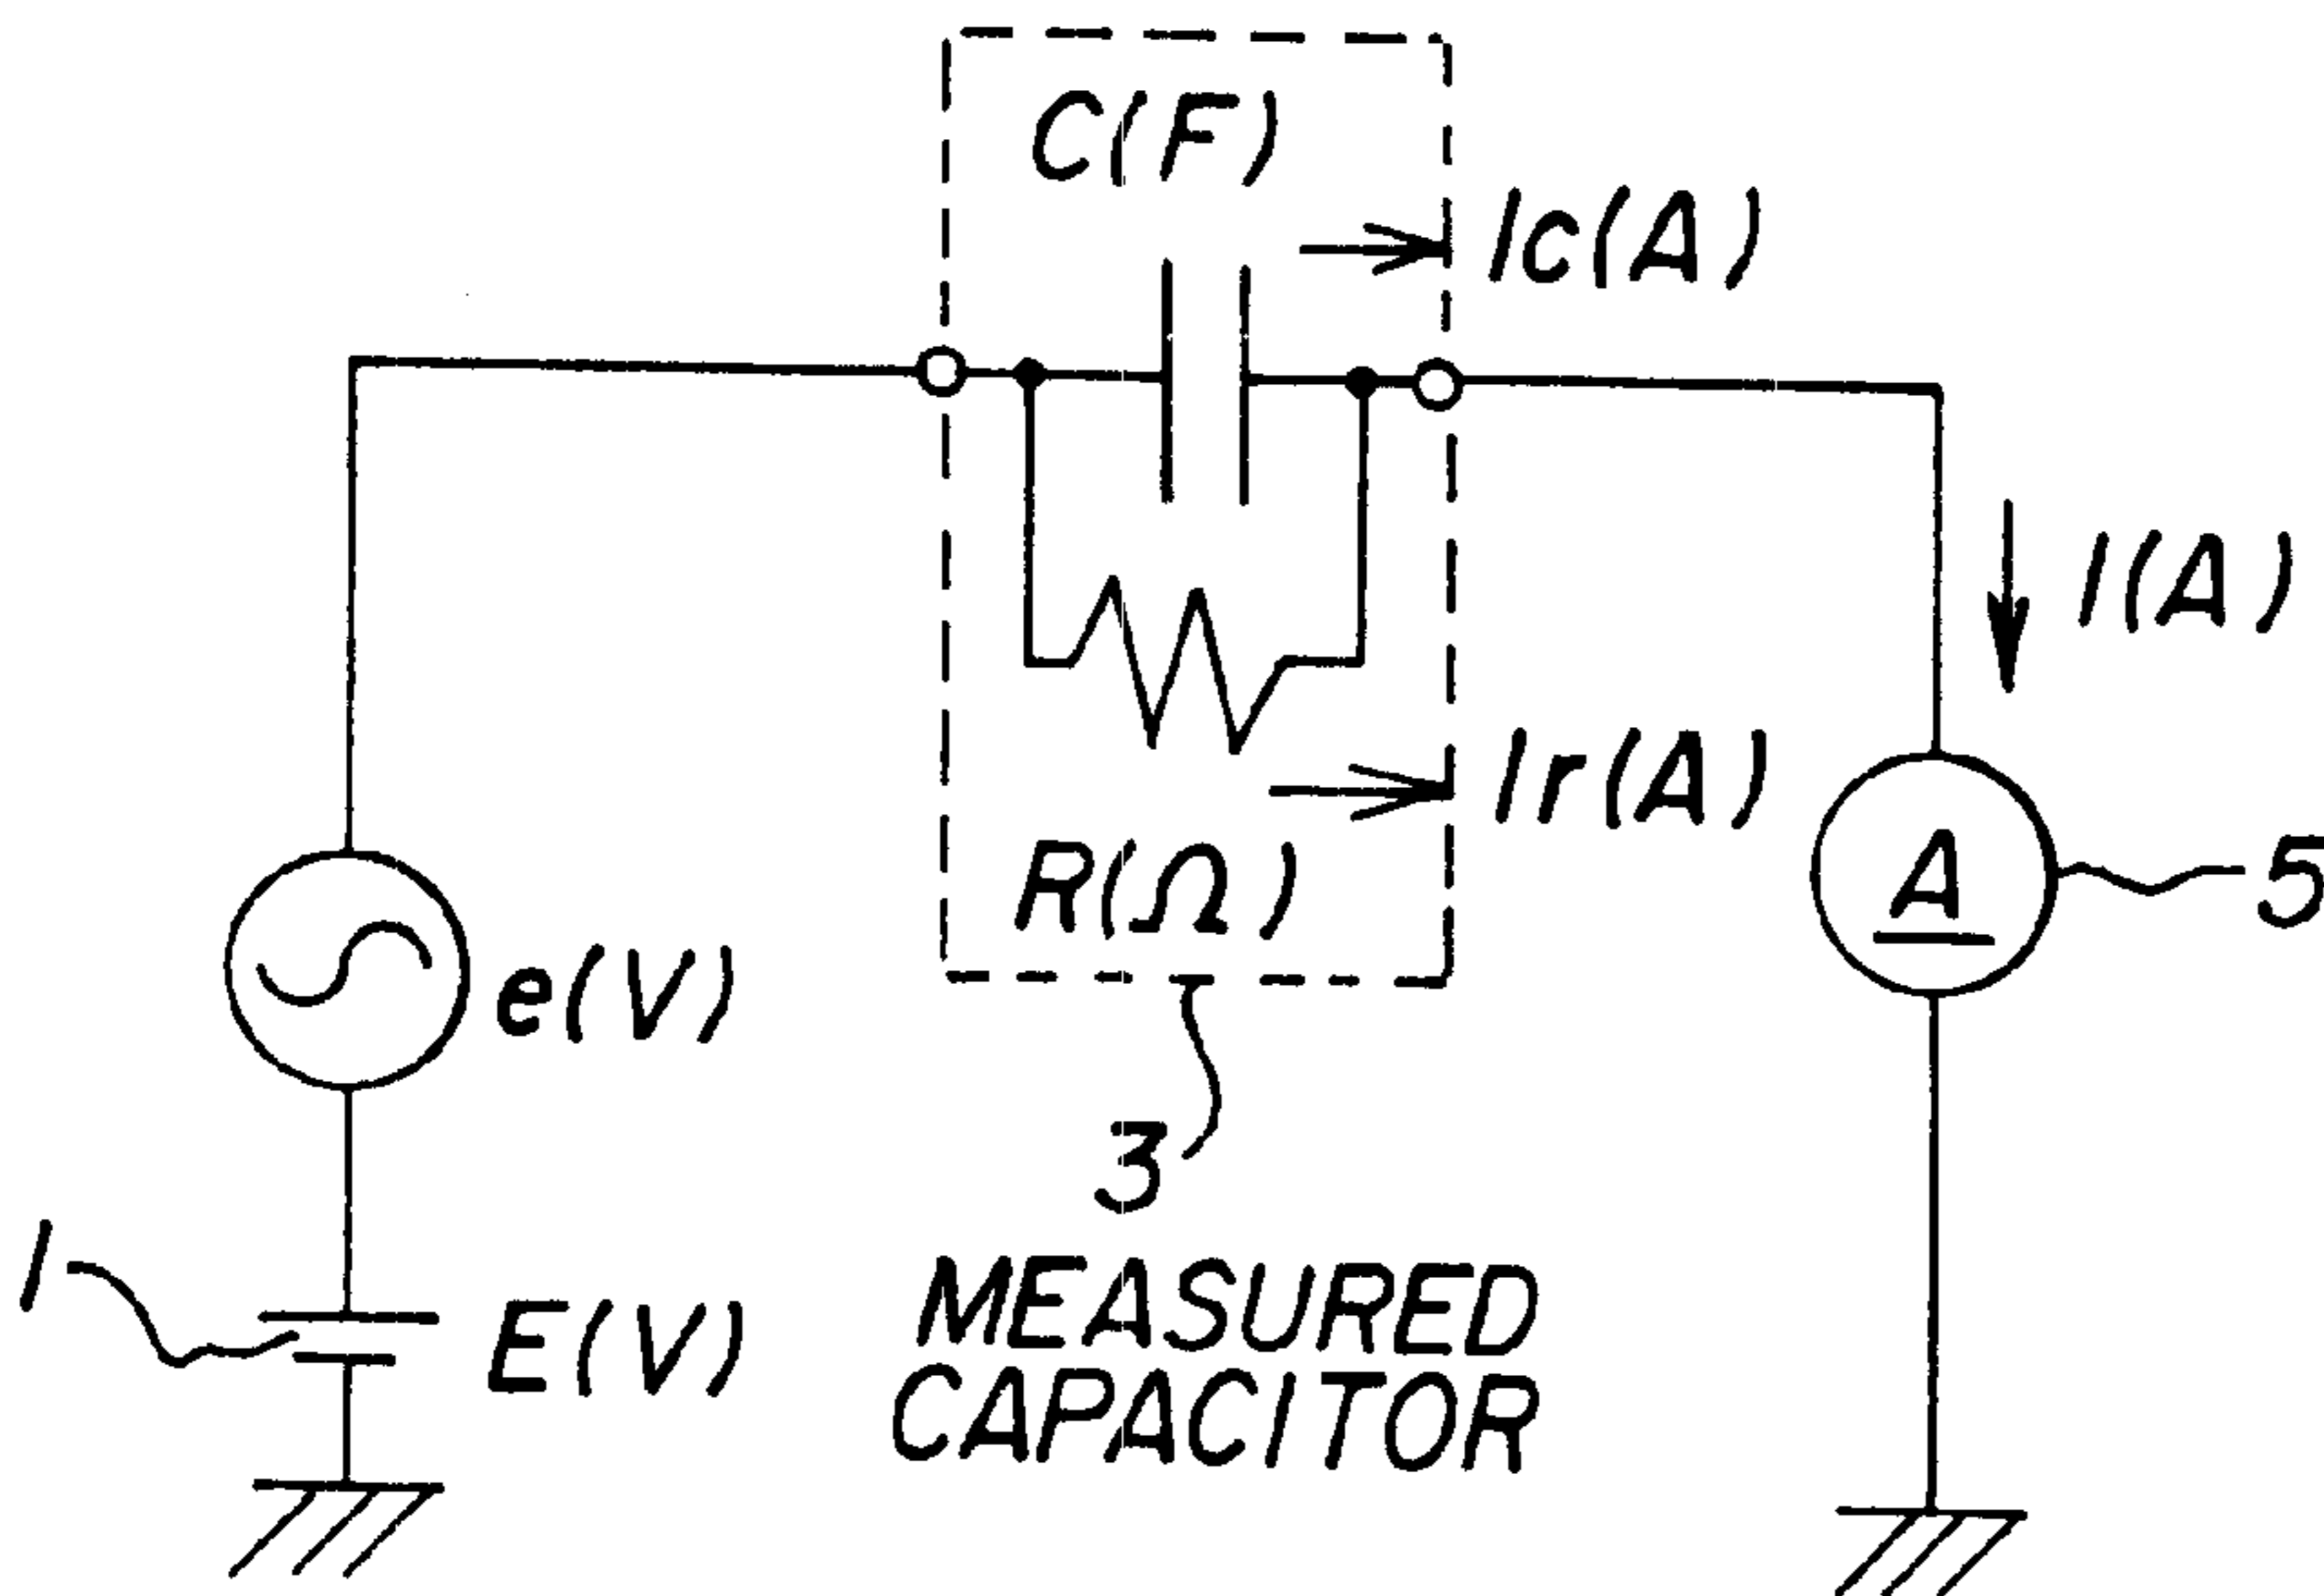 C(F)
Ic(A)
I(A)
Ir(A)
R(Ω)
A
5
e(V)
3
1
E(V)
MEASURED
CAPACITOR